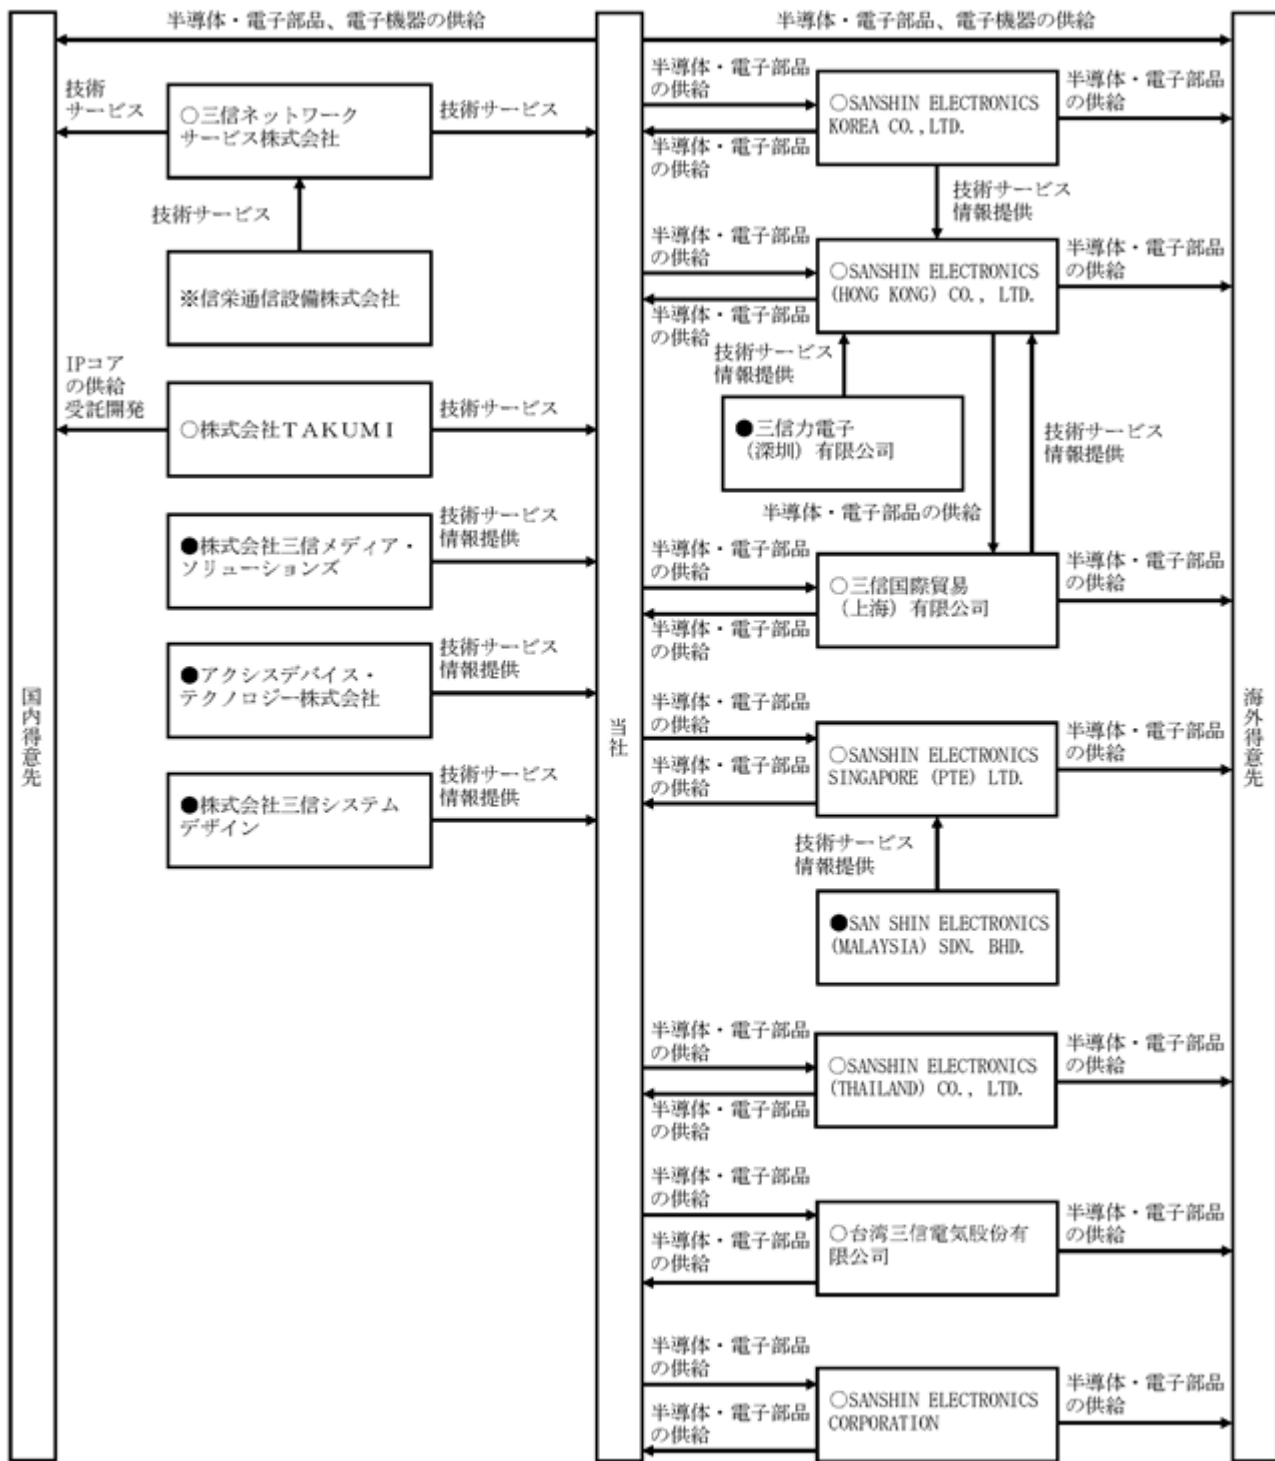 半導体・電子部品、電子機器の供給
技術
サービス
○三信ネットワーク
サービス株式会社
技術サービス
技術サービス
※信栄通信設備株式会社
IPコア
の供給
受託開発
○株式会社ＴＡＫＵＭＩ
技術サービス
●株式会社三信メディア・
ソリューションズ
技術サービス
情報提供
●アクシスデバイス・
テクノロジー株式会社
技術サービス
情報提供
●株式会社三信システム
デザイン
技術サービス
情報提供
国内得意先
当社
半導体・電子部品、電子機器の供給
半導体・電子部品
の供給
○SANSHIN ELECTRONICS
KOREA CO.,LTD.
半導体・電子部品
の供給
半導体・電子部品
の供給
技術サービス
情報提供
半導体・電子部品
の供給
○SANSHIN ELECTRONICS
(HONG KONG) CO., LTD.
半導体・電子部品
の供給
半導体・電子部品
の供給
技術サービス
情報提供
●三信力電子
（深圳）有限公司
技術サービス
情報提供
半導体・電子部品の供給
半導体・電子部品
の供給
○三信国際貿易
（上海）有限公司
半導体・電子部品
の供給
半導体・電子部品
の供給
半導体・電子部品
の供給
○SANSHIN ELECTRONICS
SINGAPORE (PTE) LTD.
半導体・電子部品
の供給
半導体・電子部品
の供給
技術サービス
情報提供
●SAN SHIN ELECTRONICS
(MALAYSIA) SDN. BHD.
半導体・電子部品
の供給
○SANSHIN ELECTRONICS
(THAILAND) CO., LTD.
半導体・電子部品
の供給
半導体・電子部品
の供給
半導体・電子部品
の供給
○台湾三信電気股份有
限公司
半導体・電子部品
の供給
半導体・電子部品
の供給
半導体・電子部品
の供給
○SANSHIN ELECTRONICS
CORPORATION
半導体・電子部品
の供給
半導体・電子部品
の供給
海外得意先